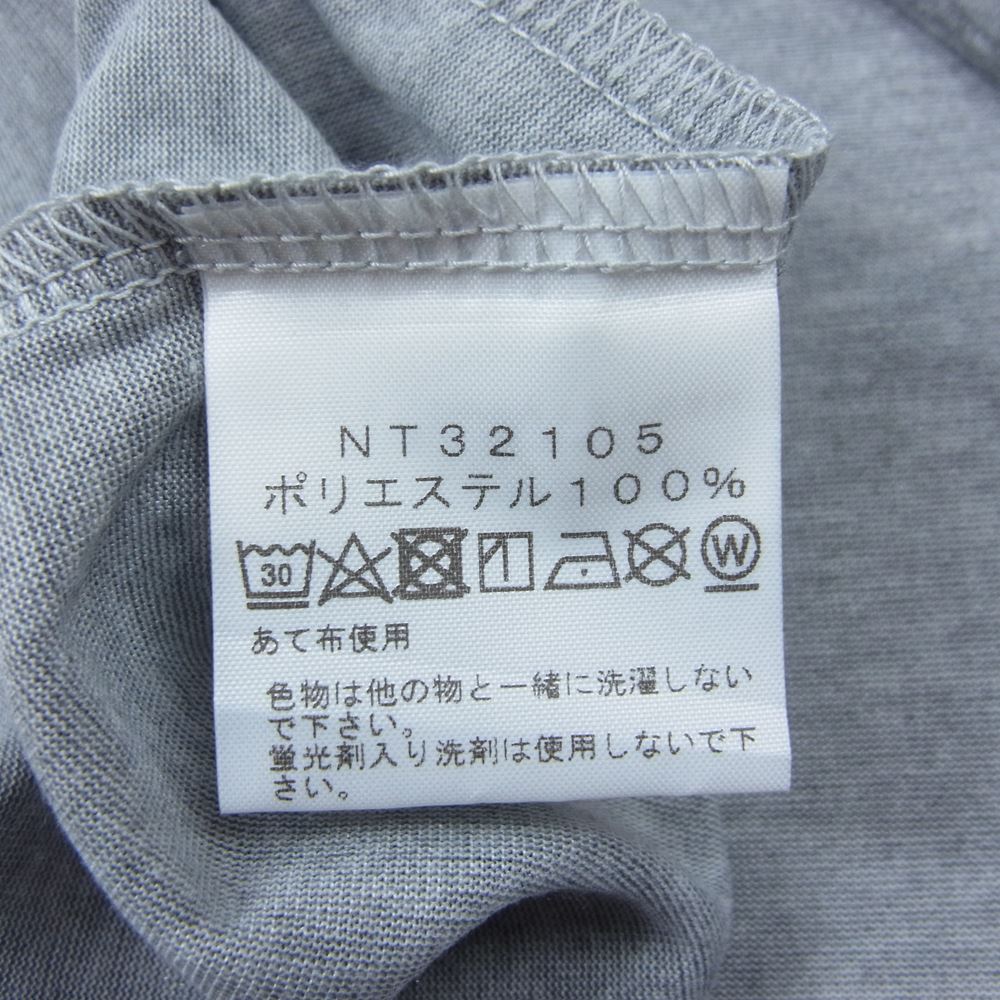 NT32105
ポリエステル100%
30 W
あて布使用
色物は他の物と一緒に洗濯しない
で下さい。
蛍光剤入り洗剤は使用しないで下
さい。